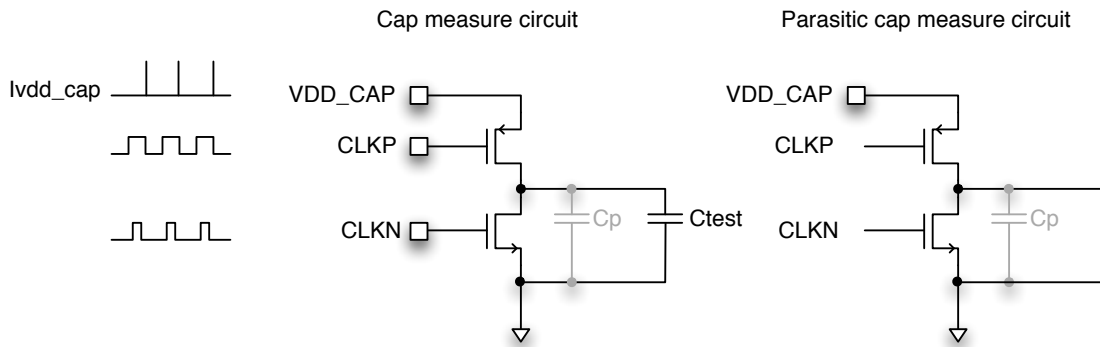 Cap measure circuit
Parasitic cap measure circuit
Ivdd_cap
VDD_CAP
CLKP
CLKN
Cp
Ctest
VDD_CAP
CLKP
CLKN
Cp